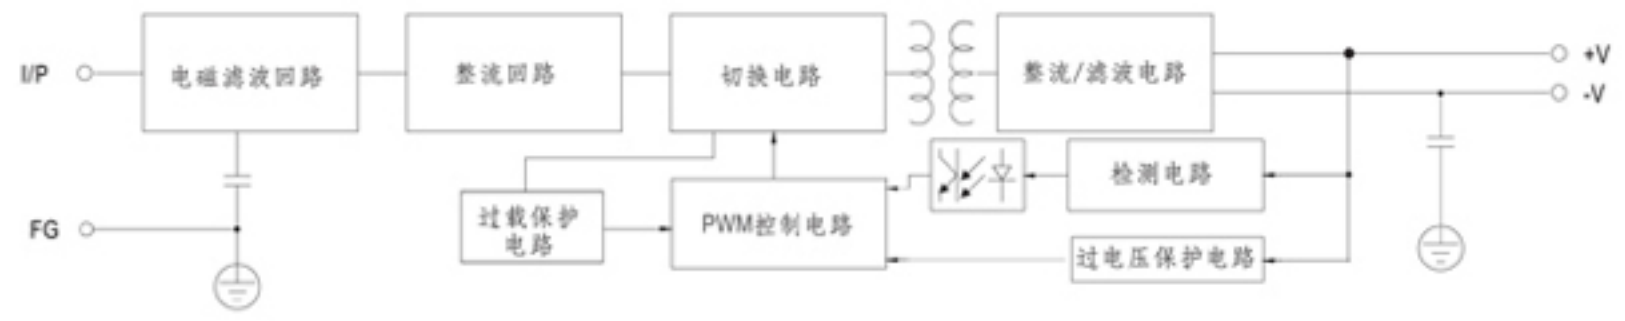 I/P
电磁滤波回路
整流回路
切换电路
整流/滤波电路
+V
-V
检测电路
FG
过载保护
电路
PWM控制电路
过电压保护电路